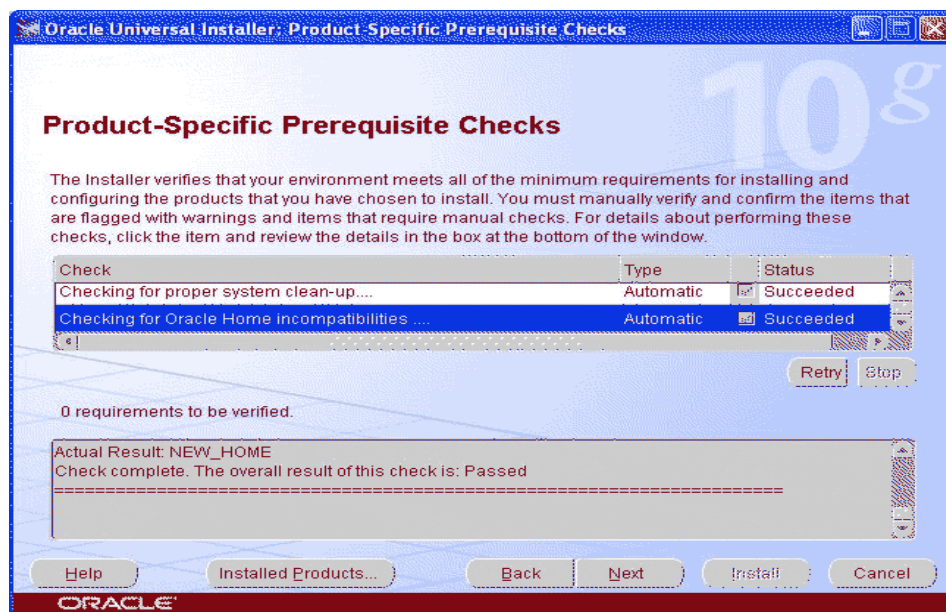 Oracle Universal Installer: Product-Specific Prerequisite Checks
10g
Product-Specific Prerequisite Checks
The Installer verifies that your environment meets all of the minimum requirements for installing and
configuring the products that you have chosen to install. You must manually verify and confirm the items that
are flagged with warnings and items that require manual checks. For details about performing these
checks, click the item and review the details in the box at the bottom of the window.
Check Type Status
Checking for proper system clean-up.... Automatic Succeeded
Checking for Oracle Home incompatibilities .... Automatic Succeeded
Retry Stop
0 requirements to be verified.
Actual Result: NEW_HOME
Check complete. The overall result of this check is: Passed
========================================================================
Help Installed Products... Back Next Install Cancel
ORACLE